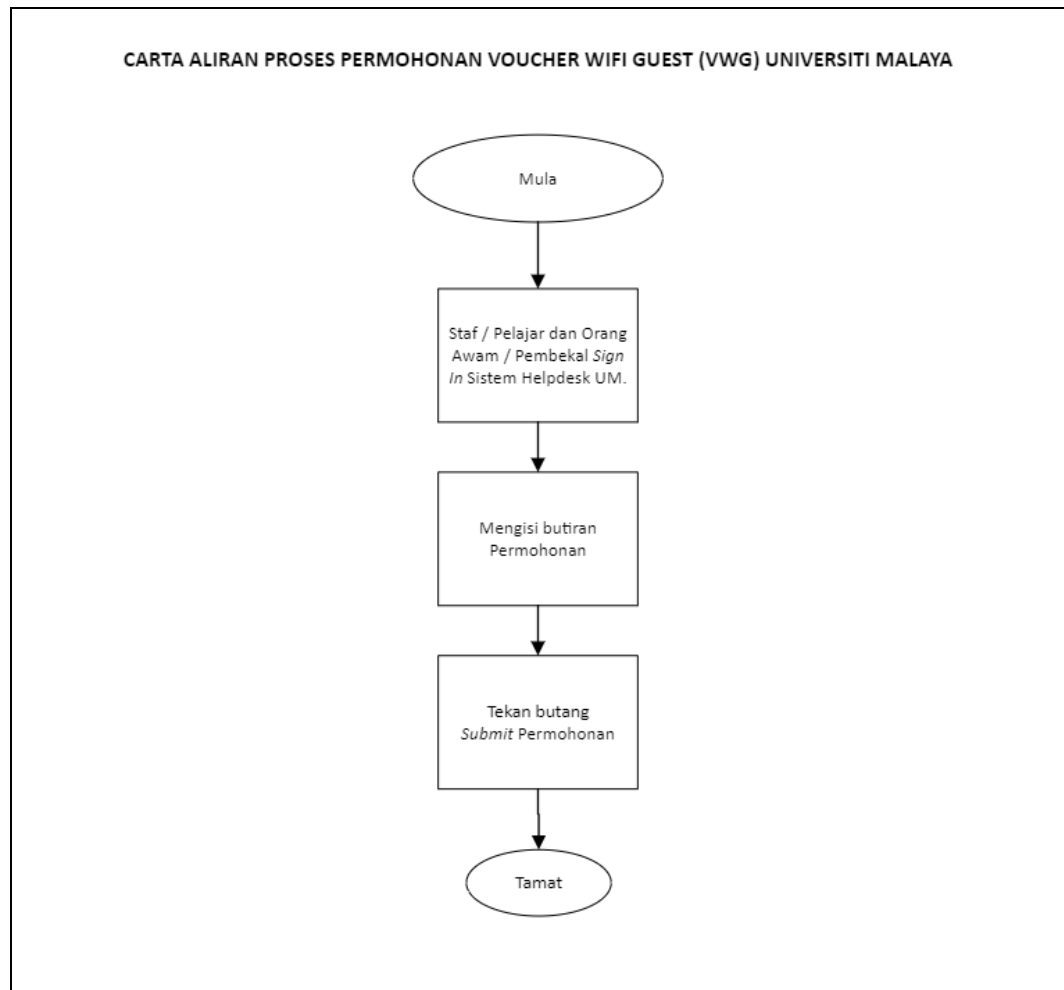 CARTA ALIRAN PROSES PERMOHONAN VOUCHER WIFI GUEST (VWG) UNIVERSITI MALAYA
Mula
Staf / Pelajar dan Orang
Awam / Pembekal Sign
In Sistem Helpdesk UM.
Mengisi butiran
Permohonan
Tekan butang
Submit Permohonan
Tamat